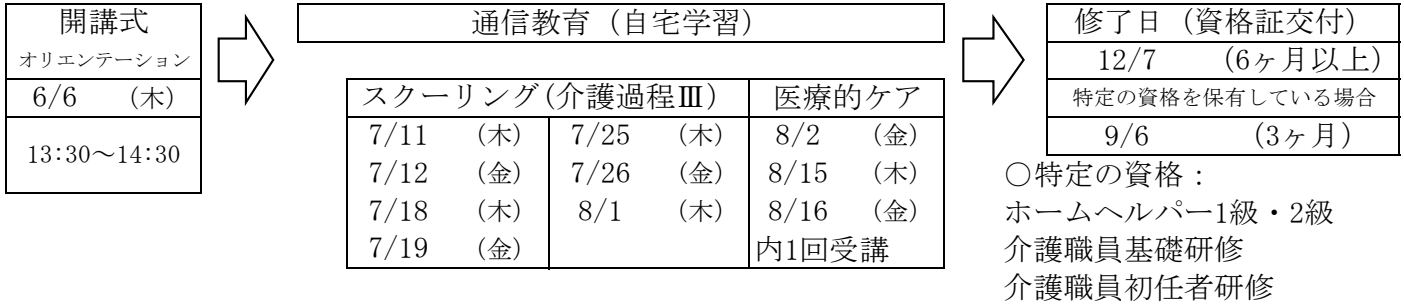 開講式
オリエンテーション
6/6 (木)
13:30～14:30
通信教育（自宅学習）
スクーリング(介護過程Ⅲ) 医療的ケア
7/11 (木) 7/25 (木) 8/2 (金)
7/12 (金) 7/26 (金) 8/15 (木)
7/18 (木) 8/1 (木) 8/16 (金)
7/19 (金) 内1回受講
修了日（資格証交付）
12/7 (6ヶ月以上)
特定の資格を保有している場合
9/6 (3ヶ月)
○特定の資格：
ホームヘルパー1級・2級
介護職員基礎研修
介護職員初任者研修